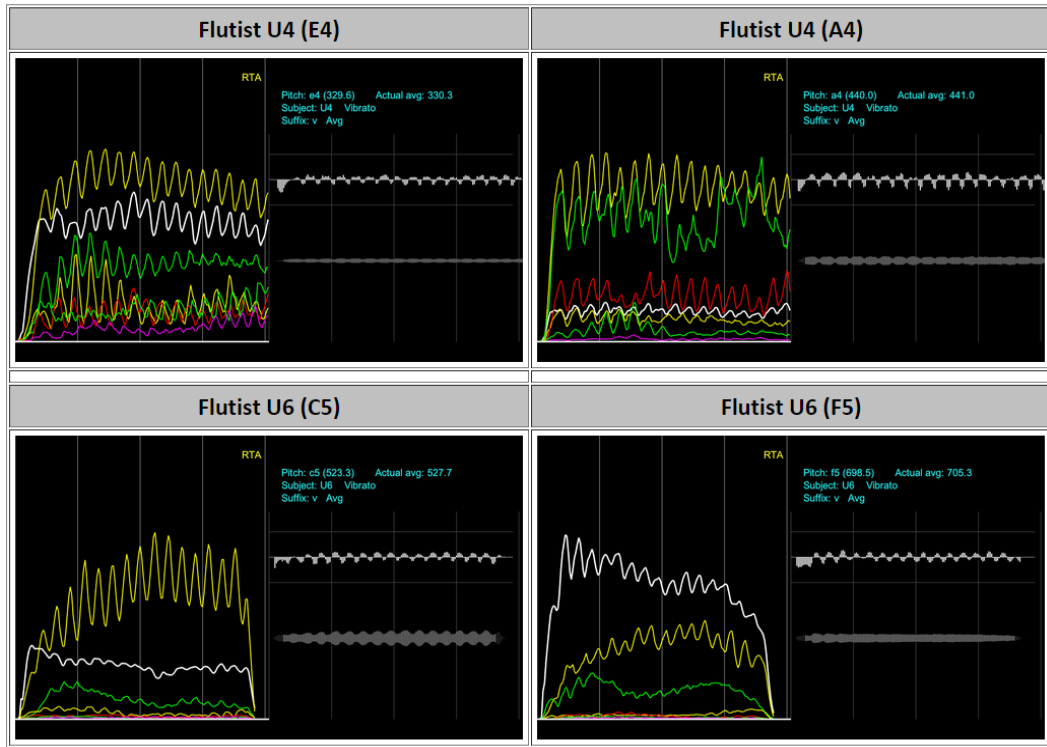 Flutist U4 (E4)
Flutist U4 (A4)
RTA
Pitch: e4 (329.6) Actual avg: 330.3
Subject: U4 Vibrato
Suffix: v Avg
RTA
Pitch: a4 (440.0) Actual avg: 441.0
Subject: U4 Vibrato
Suffix: v Avg
Flutist U6 (C5)
Flutist U6 (F5)
RTA
Pitch: c5 (523.3) Actual avg: 527.7
Subject: U6 Vibrato
Suffix: v Avg
RTA
Pitch: f5 (698.5) Actual avg: 705.3
Subject: U6 Vibrato
Suffix: v Avg